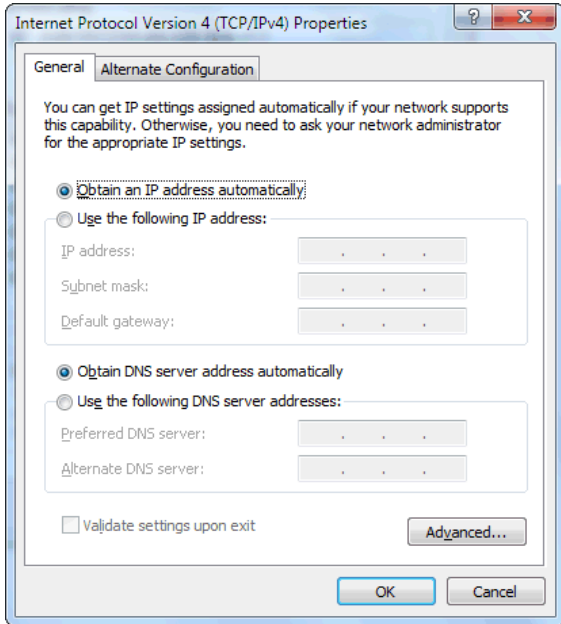 Internet Protocol Version 4 (TCP/IPv4) Properties
General
Alternate Configuration
You can get IP settings assigned automatically if your network supports
this capability. Otherwise, you need to ask your network administrator
for the appropriate IP settings.
Obtain an IP address automatically
Use the following IP address:
IP address:
Subnet mask:
Default gateway:
Obtain DNS server address automatically
Use the following DNS server addresses:
Preferred DNS server:
Alternate DNS server:
Validate settings upon exit
Advanced...
OK
Cancel